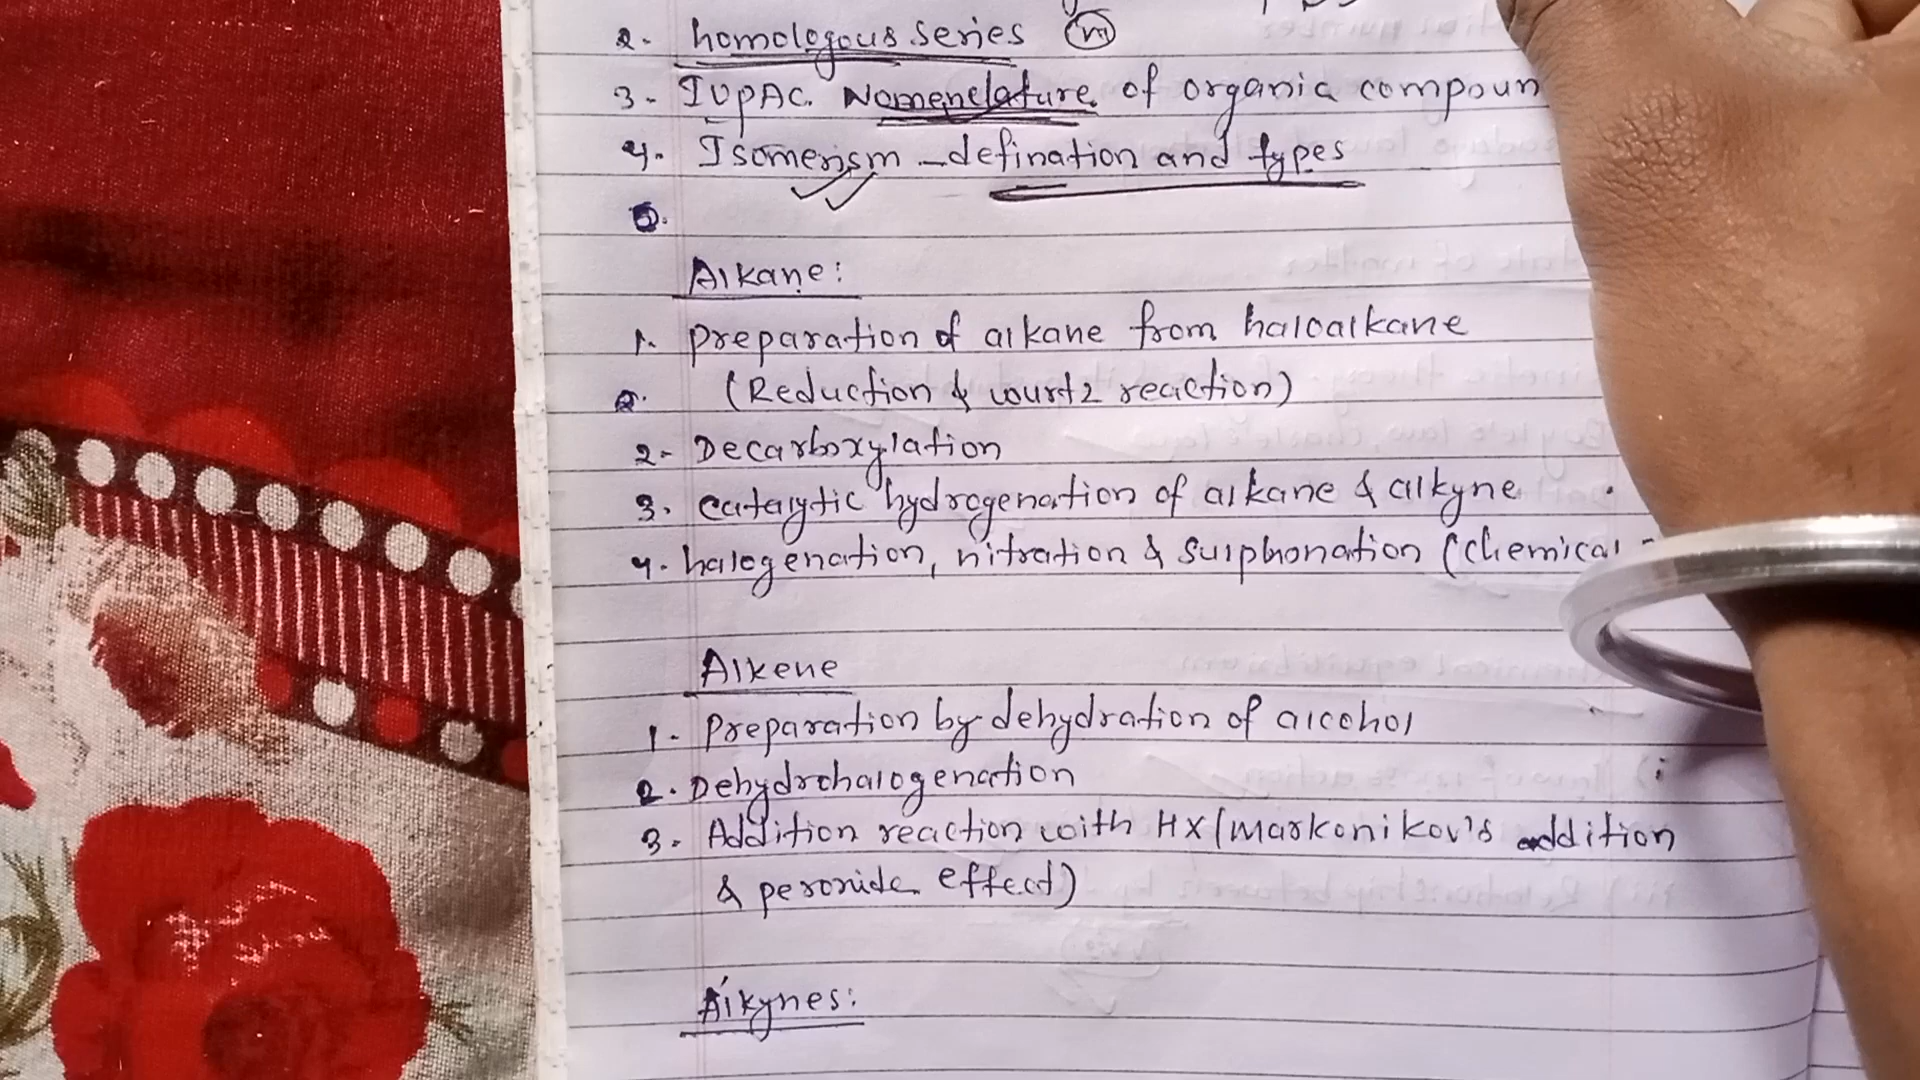 2. homologous series (VVI)
3- IUPAC. Nomenclature of organic compoun
4. Isomerism - defination and types
Alkane:
1. preparation of alkane from haloalkane
(Reduction & wurtz reaction)
2- Decarboxylation
3. catalytic hydrogenation of alkane & alkyne
4. halogenation, nitration & sulphonation (chemical
Alkene
1. Preparation by dehydration of alcohol
2. Dehydrohalogenation
3. Addition reaction with HX (Markonikov's addition
& peroxide effect)
Alkynes: